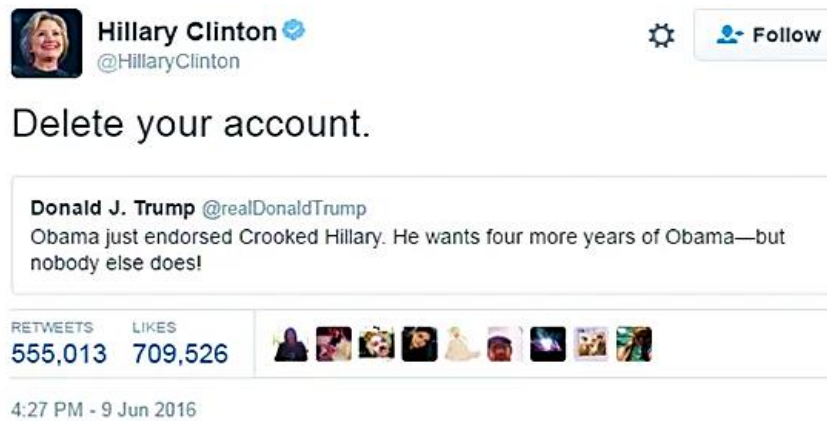 Hillary Clinton
@HillaryClinton
Follow
Delete your account.
Donald J. Trump @realDonaldTrump
Obama just endorsed Crooked Hillary. He wants four more years of Obama—but
nobody else does!
RETWEETS LIKES
555,013 709,526
4:27 PM - 9 Jun 2016